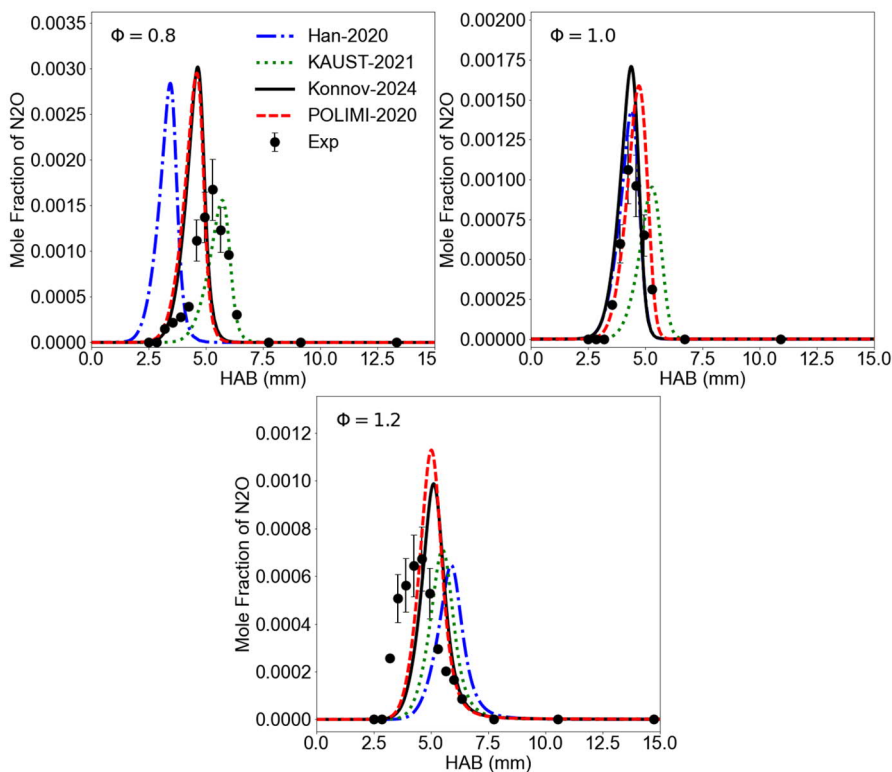 Φ = 0.8
Han-2020
KAUST-2021
Konnov-2024
POLIMI-2020
Exp
Mole Fraction of N2O
0.0035
0.0030
0.0025
0.0020
0.0015
0.0010
0.0005
0.0000
0.0 2.5 5.0 7.5 10.0 12.5 15.0
HAB (mm)
Φ = 1.0
Mole Fraction of N2O
0.00200
0.00175
0.00150
0.00125
0.00100
0.00075
0.00050
0.00025
0.00000
0.0 2.5 5.0 7.5 10.0 12.5 15.0
HAB (mm)
Φ = 1.2
Mole Fraction of N2O
0.0012
0.0010
0.0008
0.0006
0.0004
0.0002
0.0000
0.0 2.5 5.0 7.5 10.0 12.5 15.0
HAB (mm)